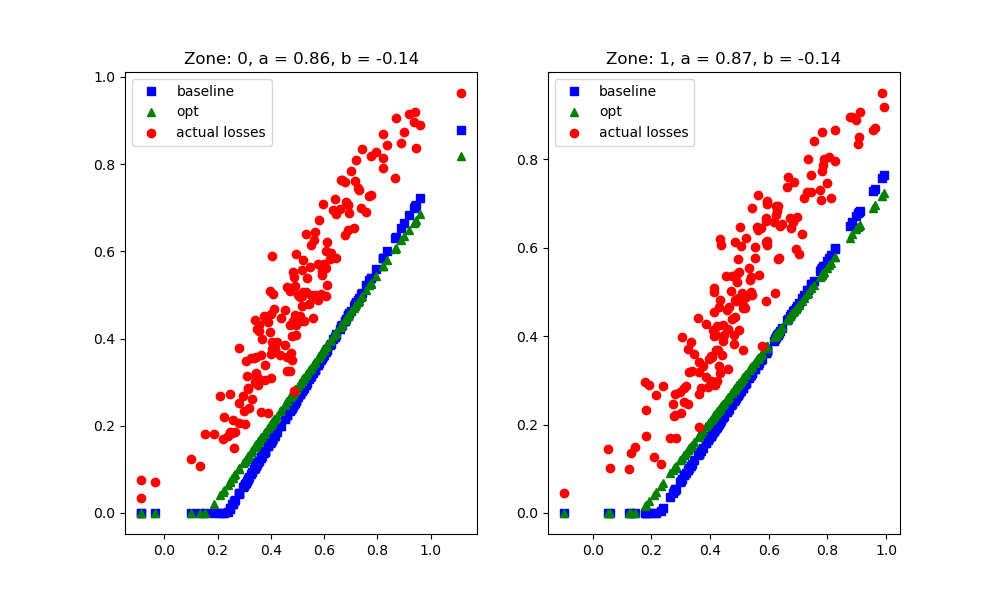 Zone: 0, a = 0.86, b = -0.14
baseline
opt
actual losses
1.0
0.8
0.6
0.4
0.2
0.0
0.0 0.2 0.4 0.6 0.8 1.0
Zone: 1, a = 0.87, b = -0.14
baseline
opt
actual losses
0.8
0.6
0.4
0.2
0.0
0.0 0.2 0.4 0.6 0.8 1.0